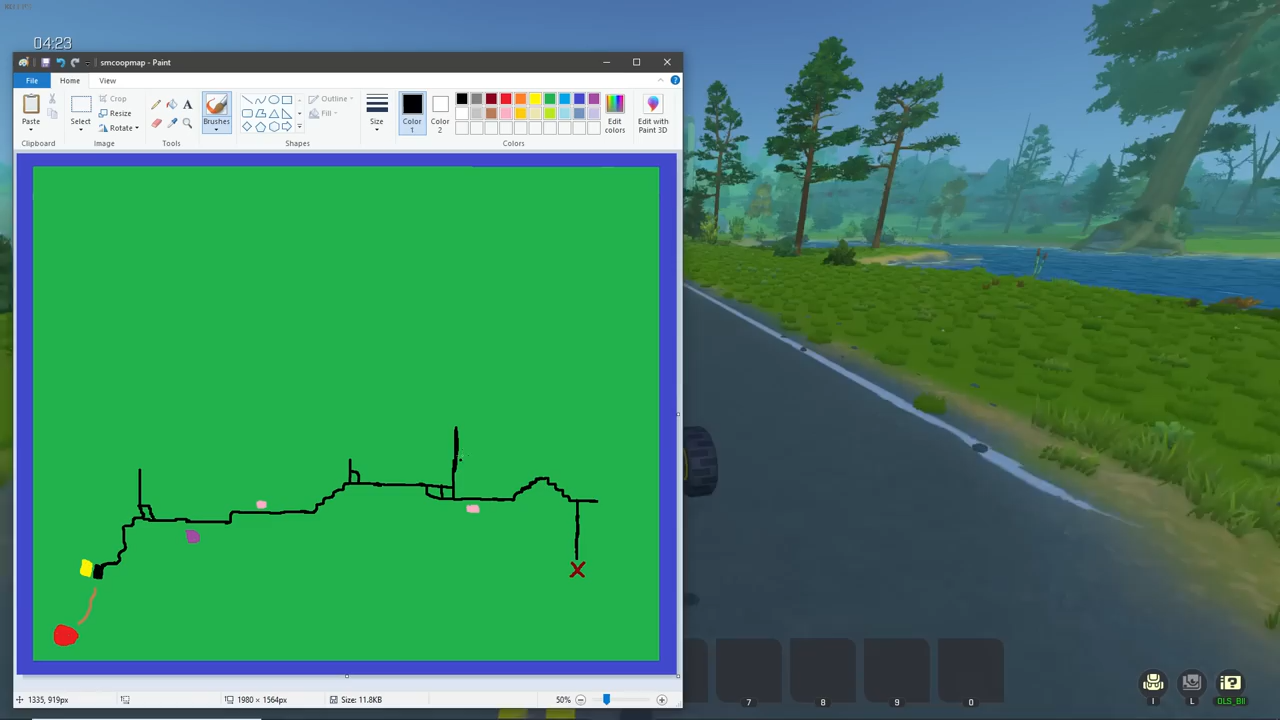 04:23
smcoopmap - Paint
File Home View
Paste
Select
Crop
Resize
Rotate
A
Brushes
Outline
Fill
Size
Color 1
Color 2
Edit colors
Edit with Paint 3D
Clipboard Image Tools Shapes Colors
1335, 919px 1980 × 1564px Size: 11.8KB 50%
7 8 9 0
I L